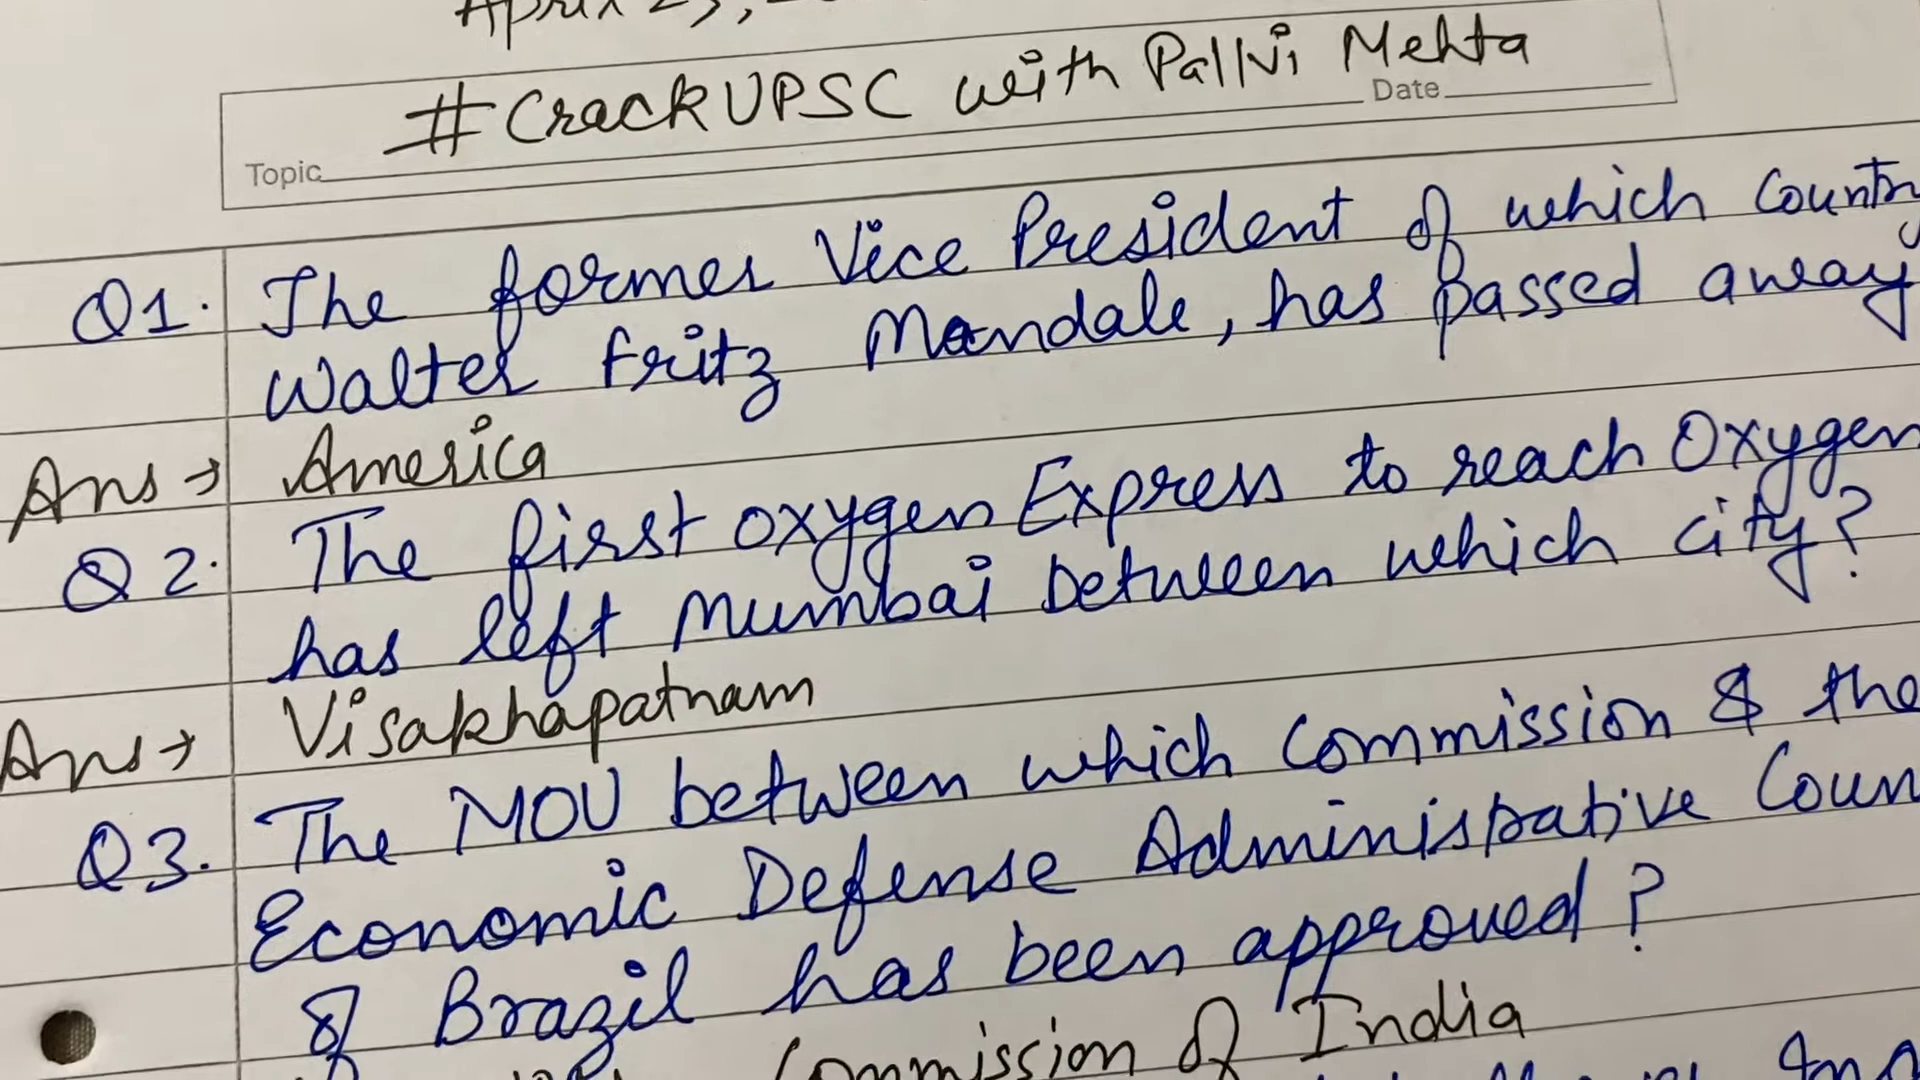 April 23,
#CrackUPSC with Pallvi Mehta
Topic Date
Q1. The former Vice President of which Country
Walter Fritz Mandale, has passed away
Ans → America
Q2. The first oxygen Express to reach Oxygen
has left Mumbai between which city?
Ans → Visakhapatnam
Q3. The MOU between which Commission & the
Economic Defense Administrative Coun
of Brazil has been approved?
Commission of India